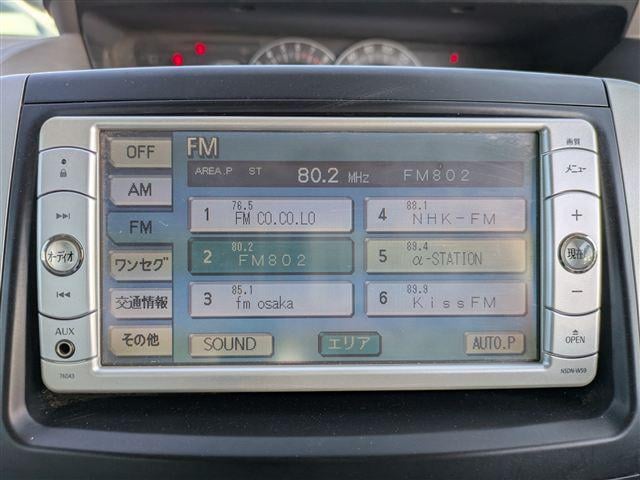 画質
メニュー
+
現在
−
OPEN
NSDN-W59
オーディオ
AUX
76043
OFF
AM
FM
ワンセグ
交通情報
その他
FM
AREA.P ST 80.2 MHz FM802
1 76.5 FM CO.CO.LO
2 80.2 FM802
3 85.1 fm osaka
4 88.1 NHK-FM
5 89.4 α-STATION
6 89.9 KissFM
SOUND
エリア
AUTO.P